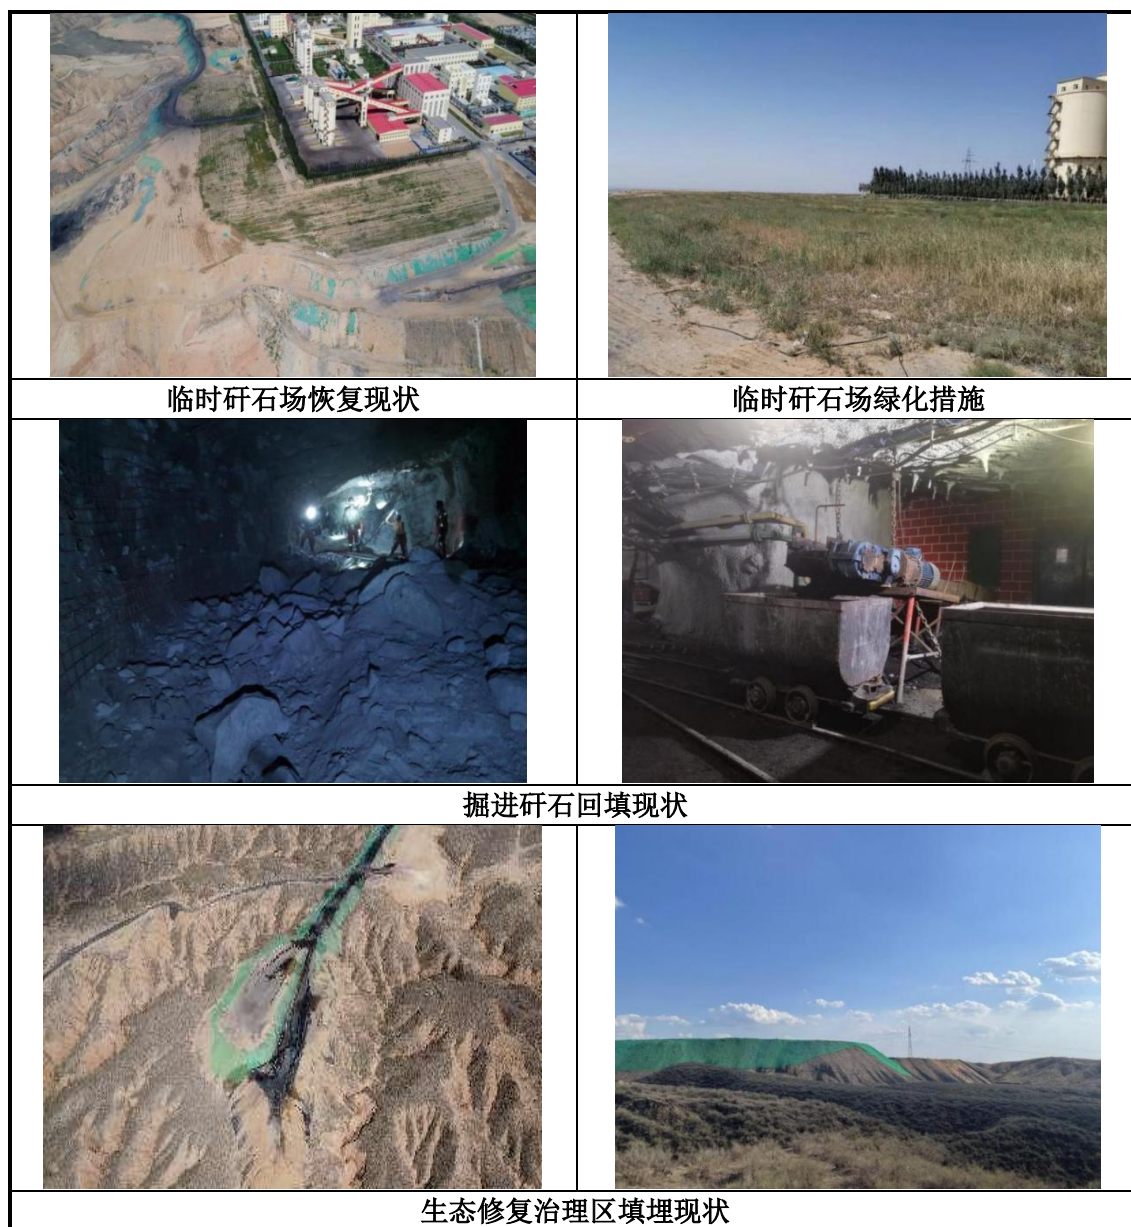 临时矸石场恢复现状
临时矸石场绿化措施
掘进矸石回填现状
生态修复治理区填埋现状